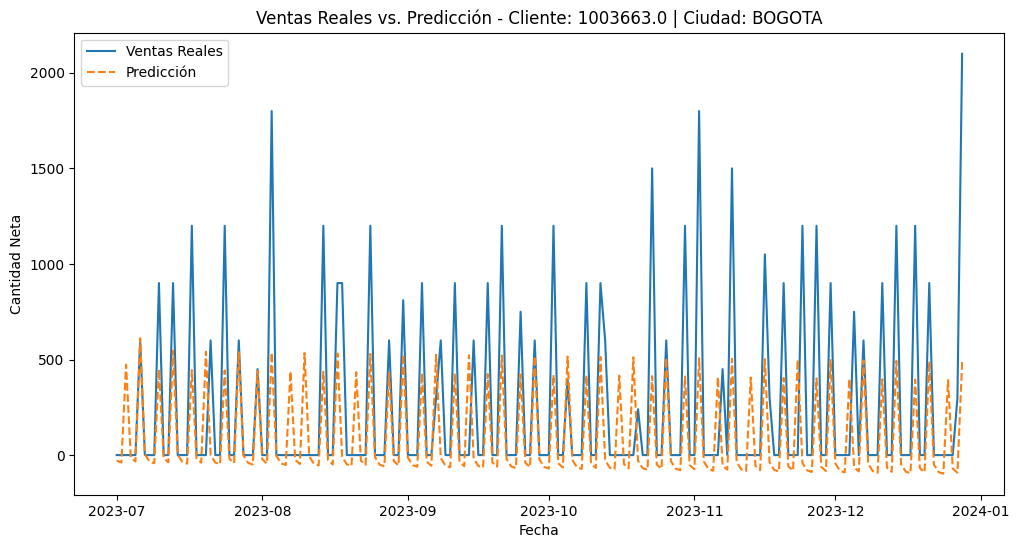 Ventas Reales vs. Predicción - Cliente: 1003663.0 | Ciudad: BOGOTA
Ventas Reales
Predicción
2000
1500
1000
500
0
Cantidad Neta
2023-07 2023-08 2023-09 2023-10 2023-11 2023-12 2024-01
Fecha